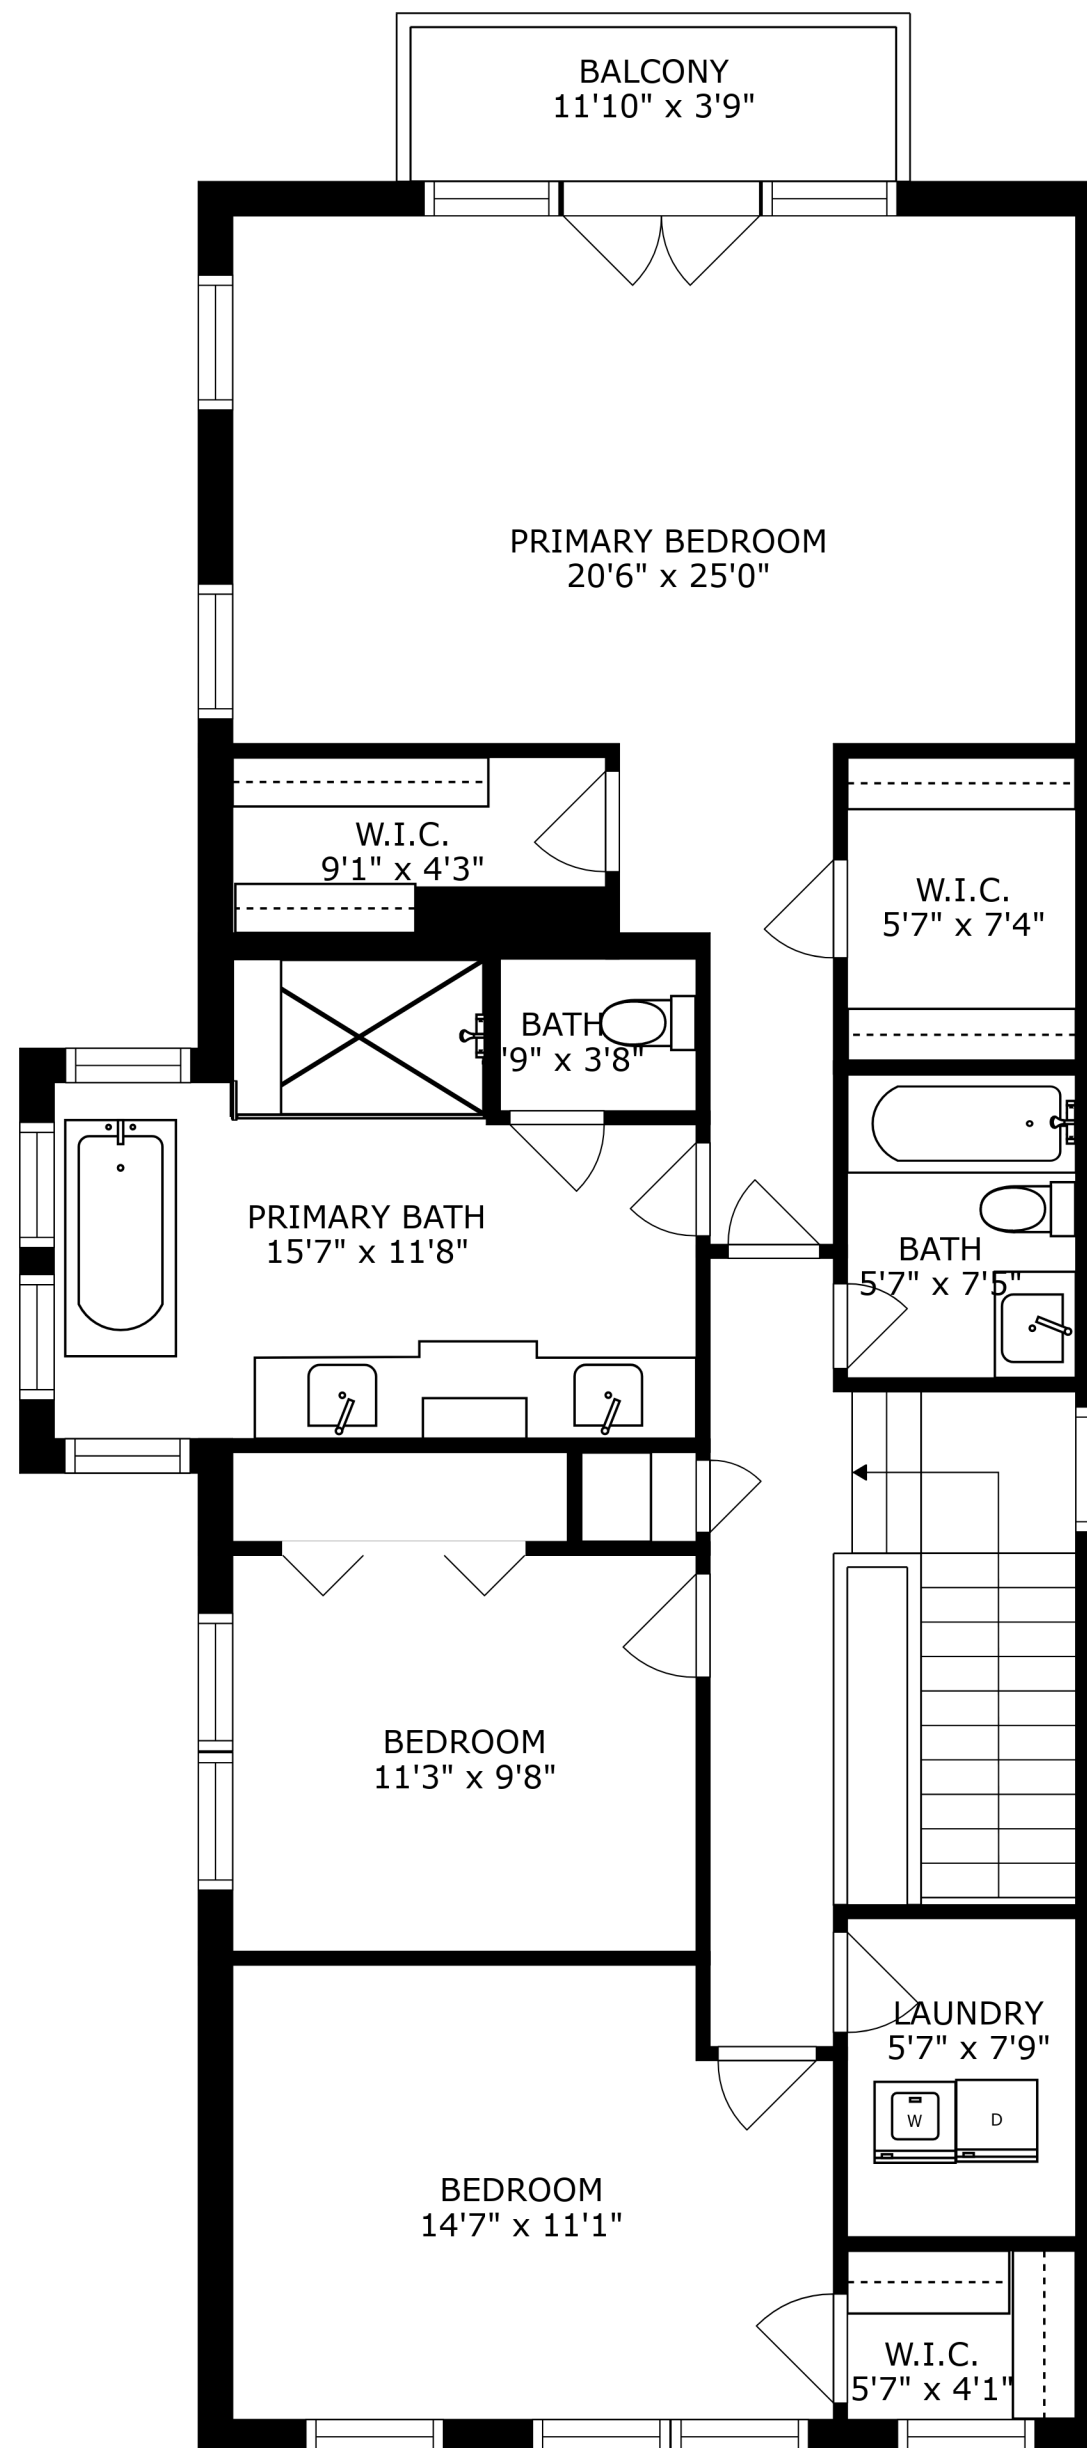 BALCONY
11'10" x 3'9"
PRIMARY BEDROOM
20'6" x 25'0"
W.I.C.
9'1" x 4'3"
W.I.C.
5'7" x 7'4"
BATH
'9" x 3'8"
PRIMARY BATH
15'7" x 11'8"
BATH
5'7" x 7'5"
BEDROOM
11'3" x 9'8"
LAUNDRY
5'7" x 7'9"
W
D
BEDROOM
14'7" x 11'1"
W.I.C.
5'7" x 4'1"